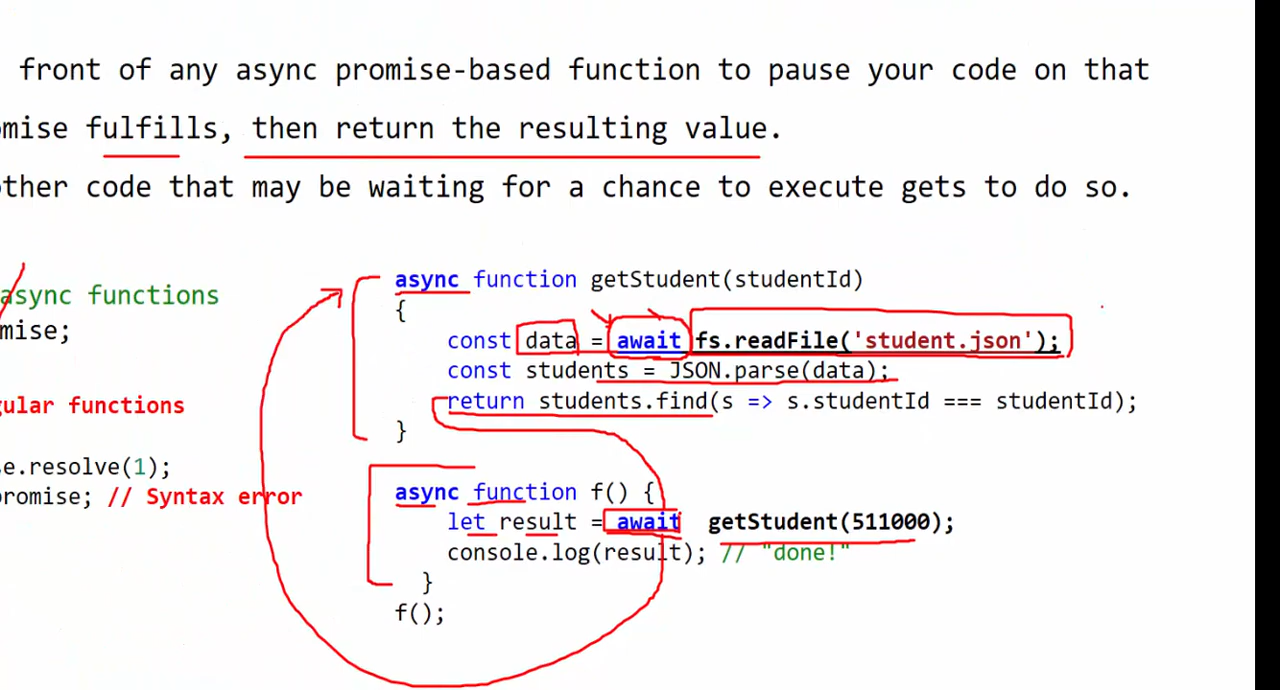 front of any async promise-based function to pause your code on that
mise fulfills, then return the resulting value.
other code that may be waiting for a chance to execute gets to do so.
async functions
mise;
gular functions
e.resolve(1);
promise; // Syntax error
async function getStudent(studentId)
{
const data = await fs.readFile('student.json');
const students = JSON.parse(data);
return students.find(s => s.studentId === studentId);
}
async function f() {
let result = await getStudent(511000);
console.log(result); // "done!"
}
f();